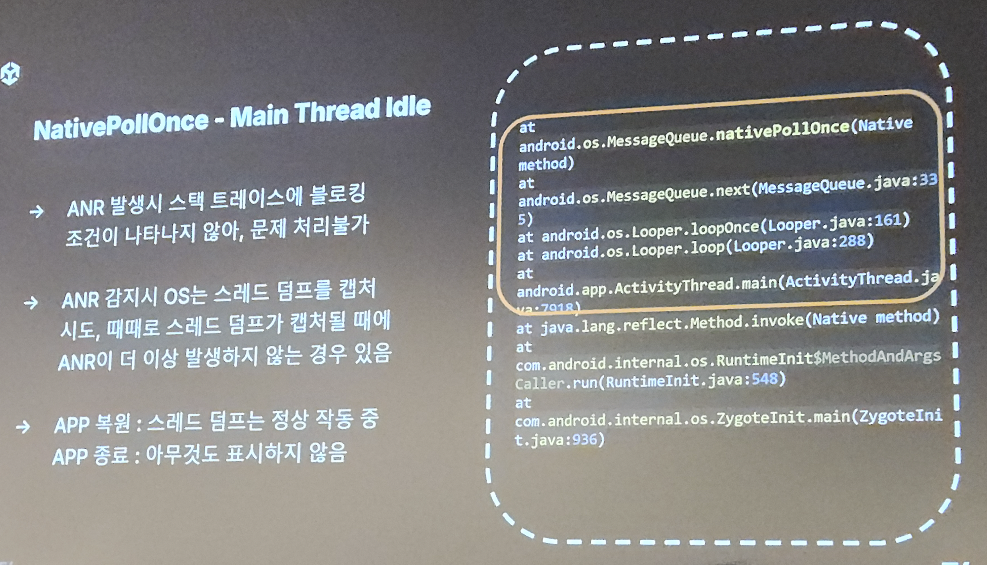 NativePollOnce - Main Thread Idle
→ ANR 발생시 스택 트레이스에 블로킹
조건이 나타나지 않아, 문제 처리불가
→ ANR 감지시 OS는 스레드 덤프를 캡처
시도, 때때로 스레드 덤프가 캡처될 때에
ANR이 더 이상 발생하지 않는 경우 있음
→ APP 복원 : 스레드 덤프는 정상 작동 중
APP 종료 : 아무것도 표시하지 않음
at
android.os.MessageQueue.nativePollOnce(Native
method)
at
android.os.MessageQueue.next(MessageQueue.java:33
5)
at android.os.Looper.loopOnce(Looper.java:161)
at android.os.Looper.loop(Looper.java:288)
at
android.app.ActivityThread.main(ActivityThread.ja
va:7918)
at java.lang.reflect.Method.invoke(Native method)
at
com.android.internal.os.RuntimeInit$MethodAndArgs
Caller.run(RuntimeInit.java:548)
at
com.android.internal.os.ZygoteInit.main(ZygoteIni
t.java:936)